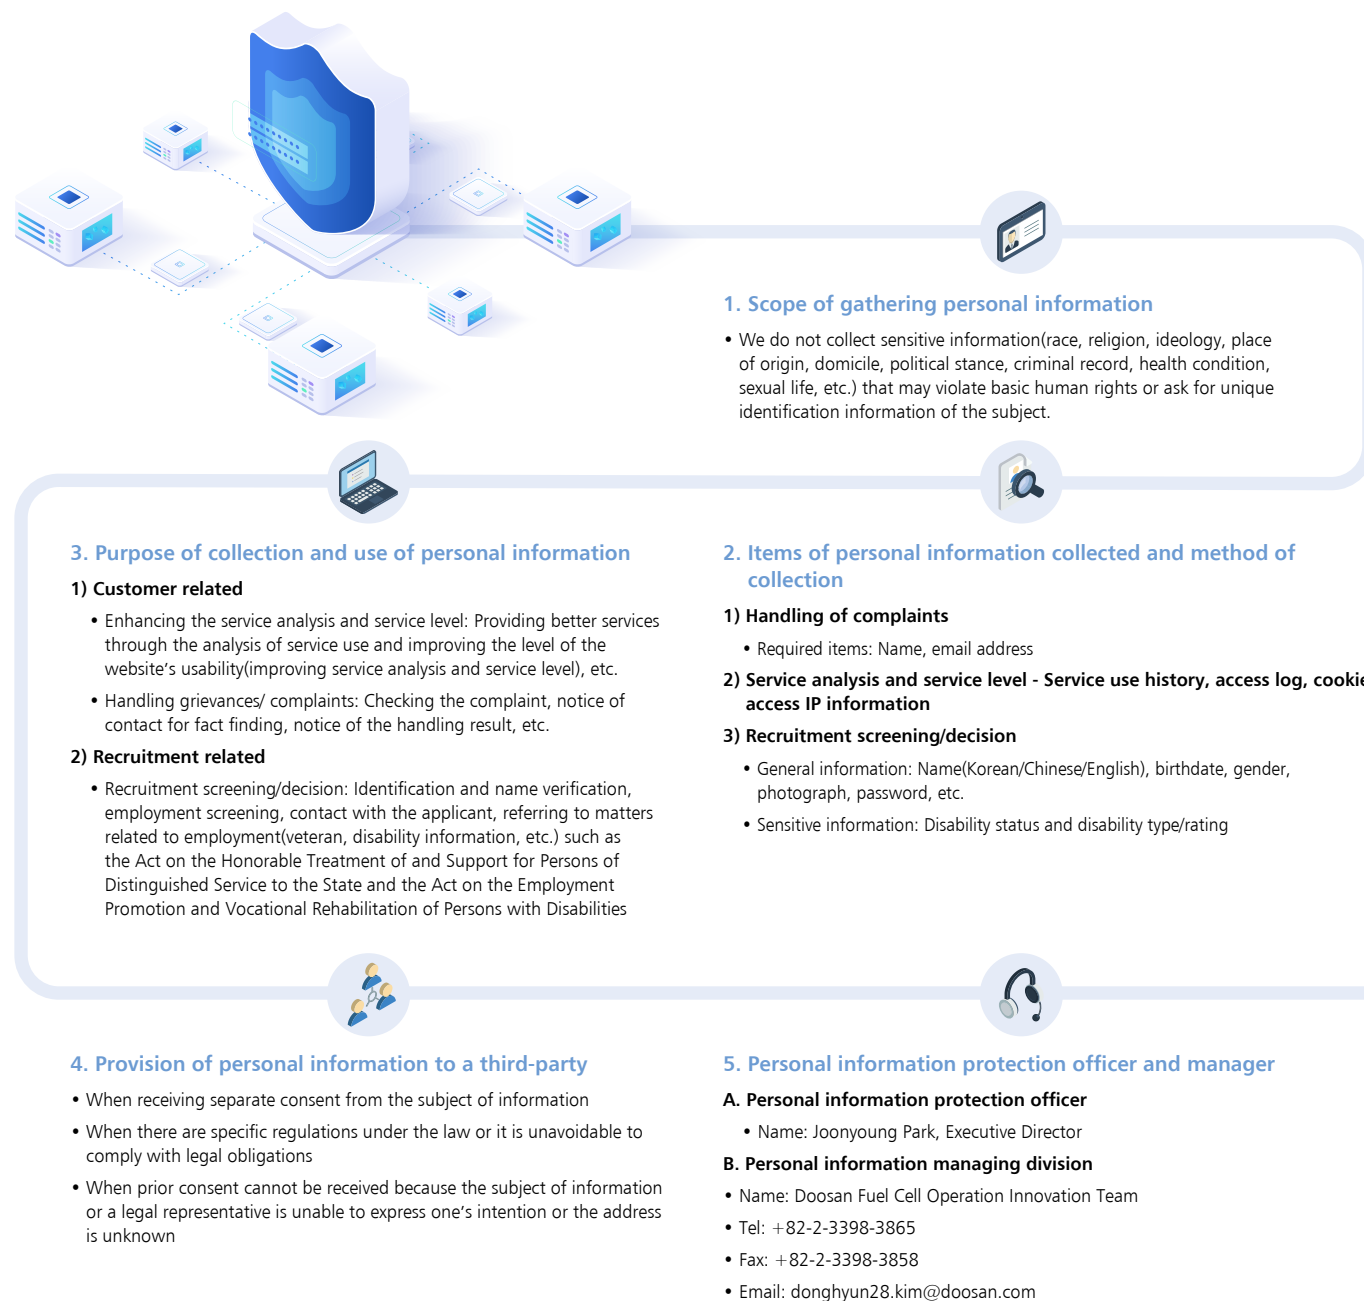 1. Scope of gathering personal information
• We do not collect sensitive information(race, religion, ideology, place
of origin, domicile, political stance, criminal record, health condition,
sexual life, etc.) that may violate basic human rights or ask for unique
identification information of the subject.
2. Items of personal information collected and method of
collection
1) Handling of complaints
• Required items: Name, email address
2) Service analysis and service level - Service use history, access log, cookie
access IP information
3) Recruitment screening/decision
• General information: Name(Korean/Chinese/English), birthdate, gender,
photograph, password, etc.
• Sensitive information: Disability status and disability type/rating
3. Purpose of collection and use of personal information
1) Customer related
• Enhancing the service analysis and service level: Providing better services
through the analysis of service use and improving the level of the
website’s usability(improving service analysis and service level), etc.
• Handling grievances/ complaints: Checking the complaint, notice of
contact for fact finding, notice of the handling result, etc.
2) Recruitment related
• Recruitment screening/decision: Identification and name verification,
employment screening, contact with the applicant, referring to matters
related to employment(veteran, disability information, etc.) such as
the Act on the Honorable Treatment of and Support for Persons of
Distinguished Service to the State and the Act on the Employment
Promotion and Vocational Rehabilitation of Persons with Disabilities
4. Provision of personal information to a third-party
• When receiving separate consent from the subject of information
• When there are specific regulations under the law or it is unavoidable to
comply with legal obligations
• When prior consent cannot be received because the subject of information
or a legal representative is unable to express one’s intention or the address
is unknown
5. Personal information protection officer and manager
A. Personal information protection officer
• Name: Joonyoung Park, Executive Director
B. Personal information managing division
• Name: Doosan Fuel Cell Operation Innovation Team
• Tel: +82-2-3398-3865
• Fax: +82-2-3398-3858
• Email: donghyun28.kim@doosan.com